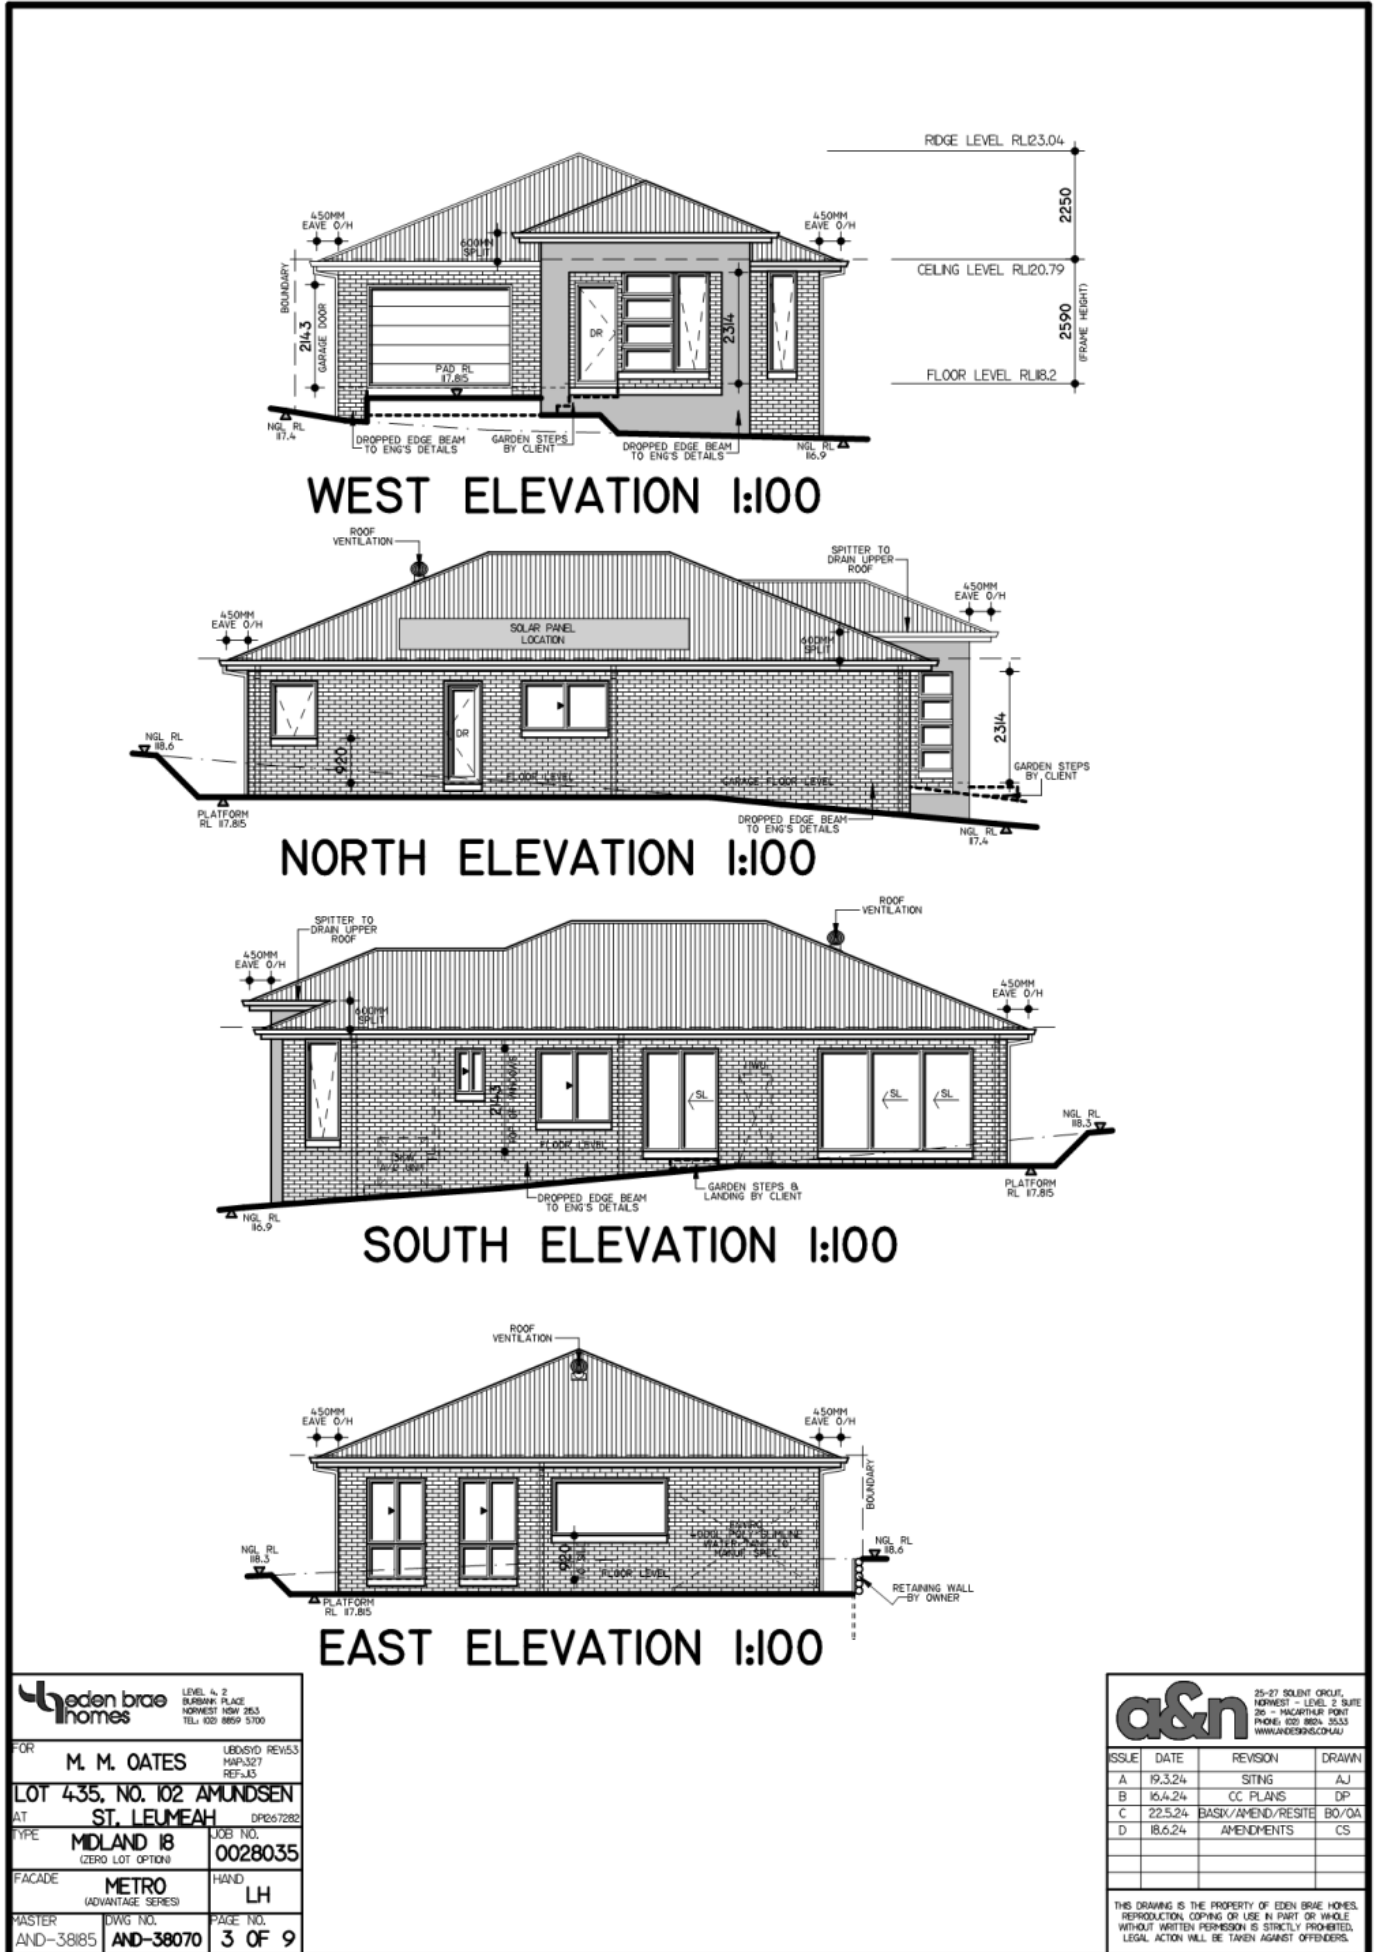 RIDGE LEVEL RL123.04
2250
CEILING LEVEL RL120.79
2590
(FRAME HEIGHT)
FLOOR LEVEL RL118.2
450MM
EAVE O/H
450MM
EAVE O/H
600MM
SPLIT
BOUNDARY
2143
GARAGE DOOR
DR
2314
PAD RL
117.815
NGL RL
117.4
DROPPED EDGE BEAM
TO ENG'S DETAILS
GARDEN STEPS
BY CLIENT
DROPPED EDGE BEAM
TO ENG'S DETAILS
NGL RL
116.9
WEST ELEVATION 1:100
ROOF
VENTILATION
SPITTER TO
DRAIN UPPER
ROOF
450MM
EAVE O/H
450MM
EAVE O/H
SOLAR PANEL
LOCATION
600MM
SPLIT
NGL RL
118.6
920
DR
FLOOR LEVEL
GARAGE FLOOR LEVEL
2314
GARDEN STEPS
BY CLIENT
PLATFORM
RL 117.815
DROPPED EDGE BEAM
TO ENG'S DETAILS
NGL RL
117.4
NORTH ELEVATION 1:100
ROOF
VENTILATION
SPITTER TO
DRAIN UPPER
ROOF
450MM
EAVE O/H
450MM
EAVE O/H
600MM
SPLIT
2143
TOP OF WINDOWS
HWU
SL
SL
SL
FLOOR LEVEL
A/C UNIT
NGL RL
118.3
DROPPED EDGE BEAM
TO ENG'S DETAILS
GARDEN STEPS &
LANDING BY CLIENT
PLATFORM
RL 117.815
NGL RL
116.9
SOUTH ELEVATION 1:100
ROOF
VENTILATION
450MM
EAVE O/H
450MM
EAVE O/H
BOUNDARY
POLY SLIMLINE
WATER TANK TO
MANUF SPEC.
920
FLOOR LEVEL
NGL RL
118.3
NGL RL
118.6
PLATFORM
RL 117.815
RETAINING WALL
BY OWNER
EAST ELEVATION 1:100
eden brae
homes
LEVEL 4, 2
BURBANK PLACE
NORWEST NSW 2153
TEL: (02) 8859 5700
FOR
M. M. OATES
UBD:SYD REV:53
MAP:327
REF:J13
LOT 435, NO. 102 AMUNDSEN
AT ST, LEUMEAH DP1267282
TYPE
MIDLAND 18
(ZERO LOT OPTION)
JOB NO.
0028035
FACADE
METRO
(ADVANTAGE SERIES)
HAND
LH
MASTER
AND-38185
DWG NO.
AND-38070
PAGE NO.
3 OF 9
a&n
25-27 SOLENT CIRCUIT,
NORWEST - LEVEL 2 SUITE
216 - MACARTHUR POINT
PHONE: (02) 8824 3533
WWW.ANDESIGNS.COM.AU
ISSUE DATE REVISION DRAWN
A 19.3.24 SITING AJ
B 16.4.24 CC PLANS DP
C 22.5.24 BASIX/AMEND/RESITE BO/OA
D 18.6.24 AMENDMENTS CS
THIS DRAWING IS THE PROPERTY OF EDEN BRAE HOMES.
REPRODUCTION, COPYING OR USE IN PART OR WHOLE
WITHOUT WRITTEN PERMISSION IS STRICTLY PROHIBITED.
LEGAL ACTION WILL BE TAKEN AGAINST OFFENDERS.